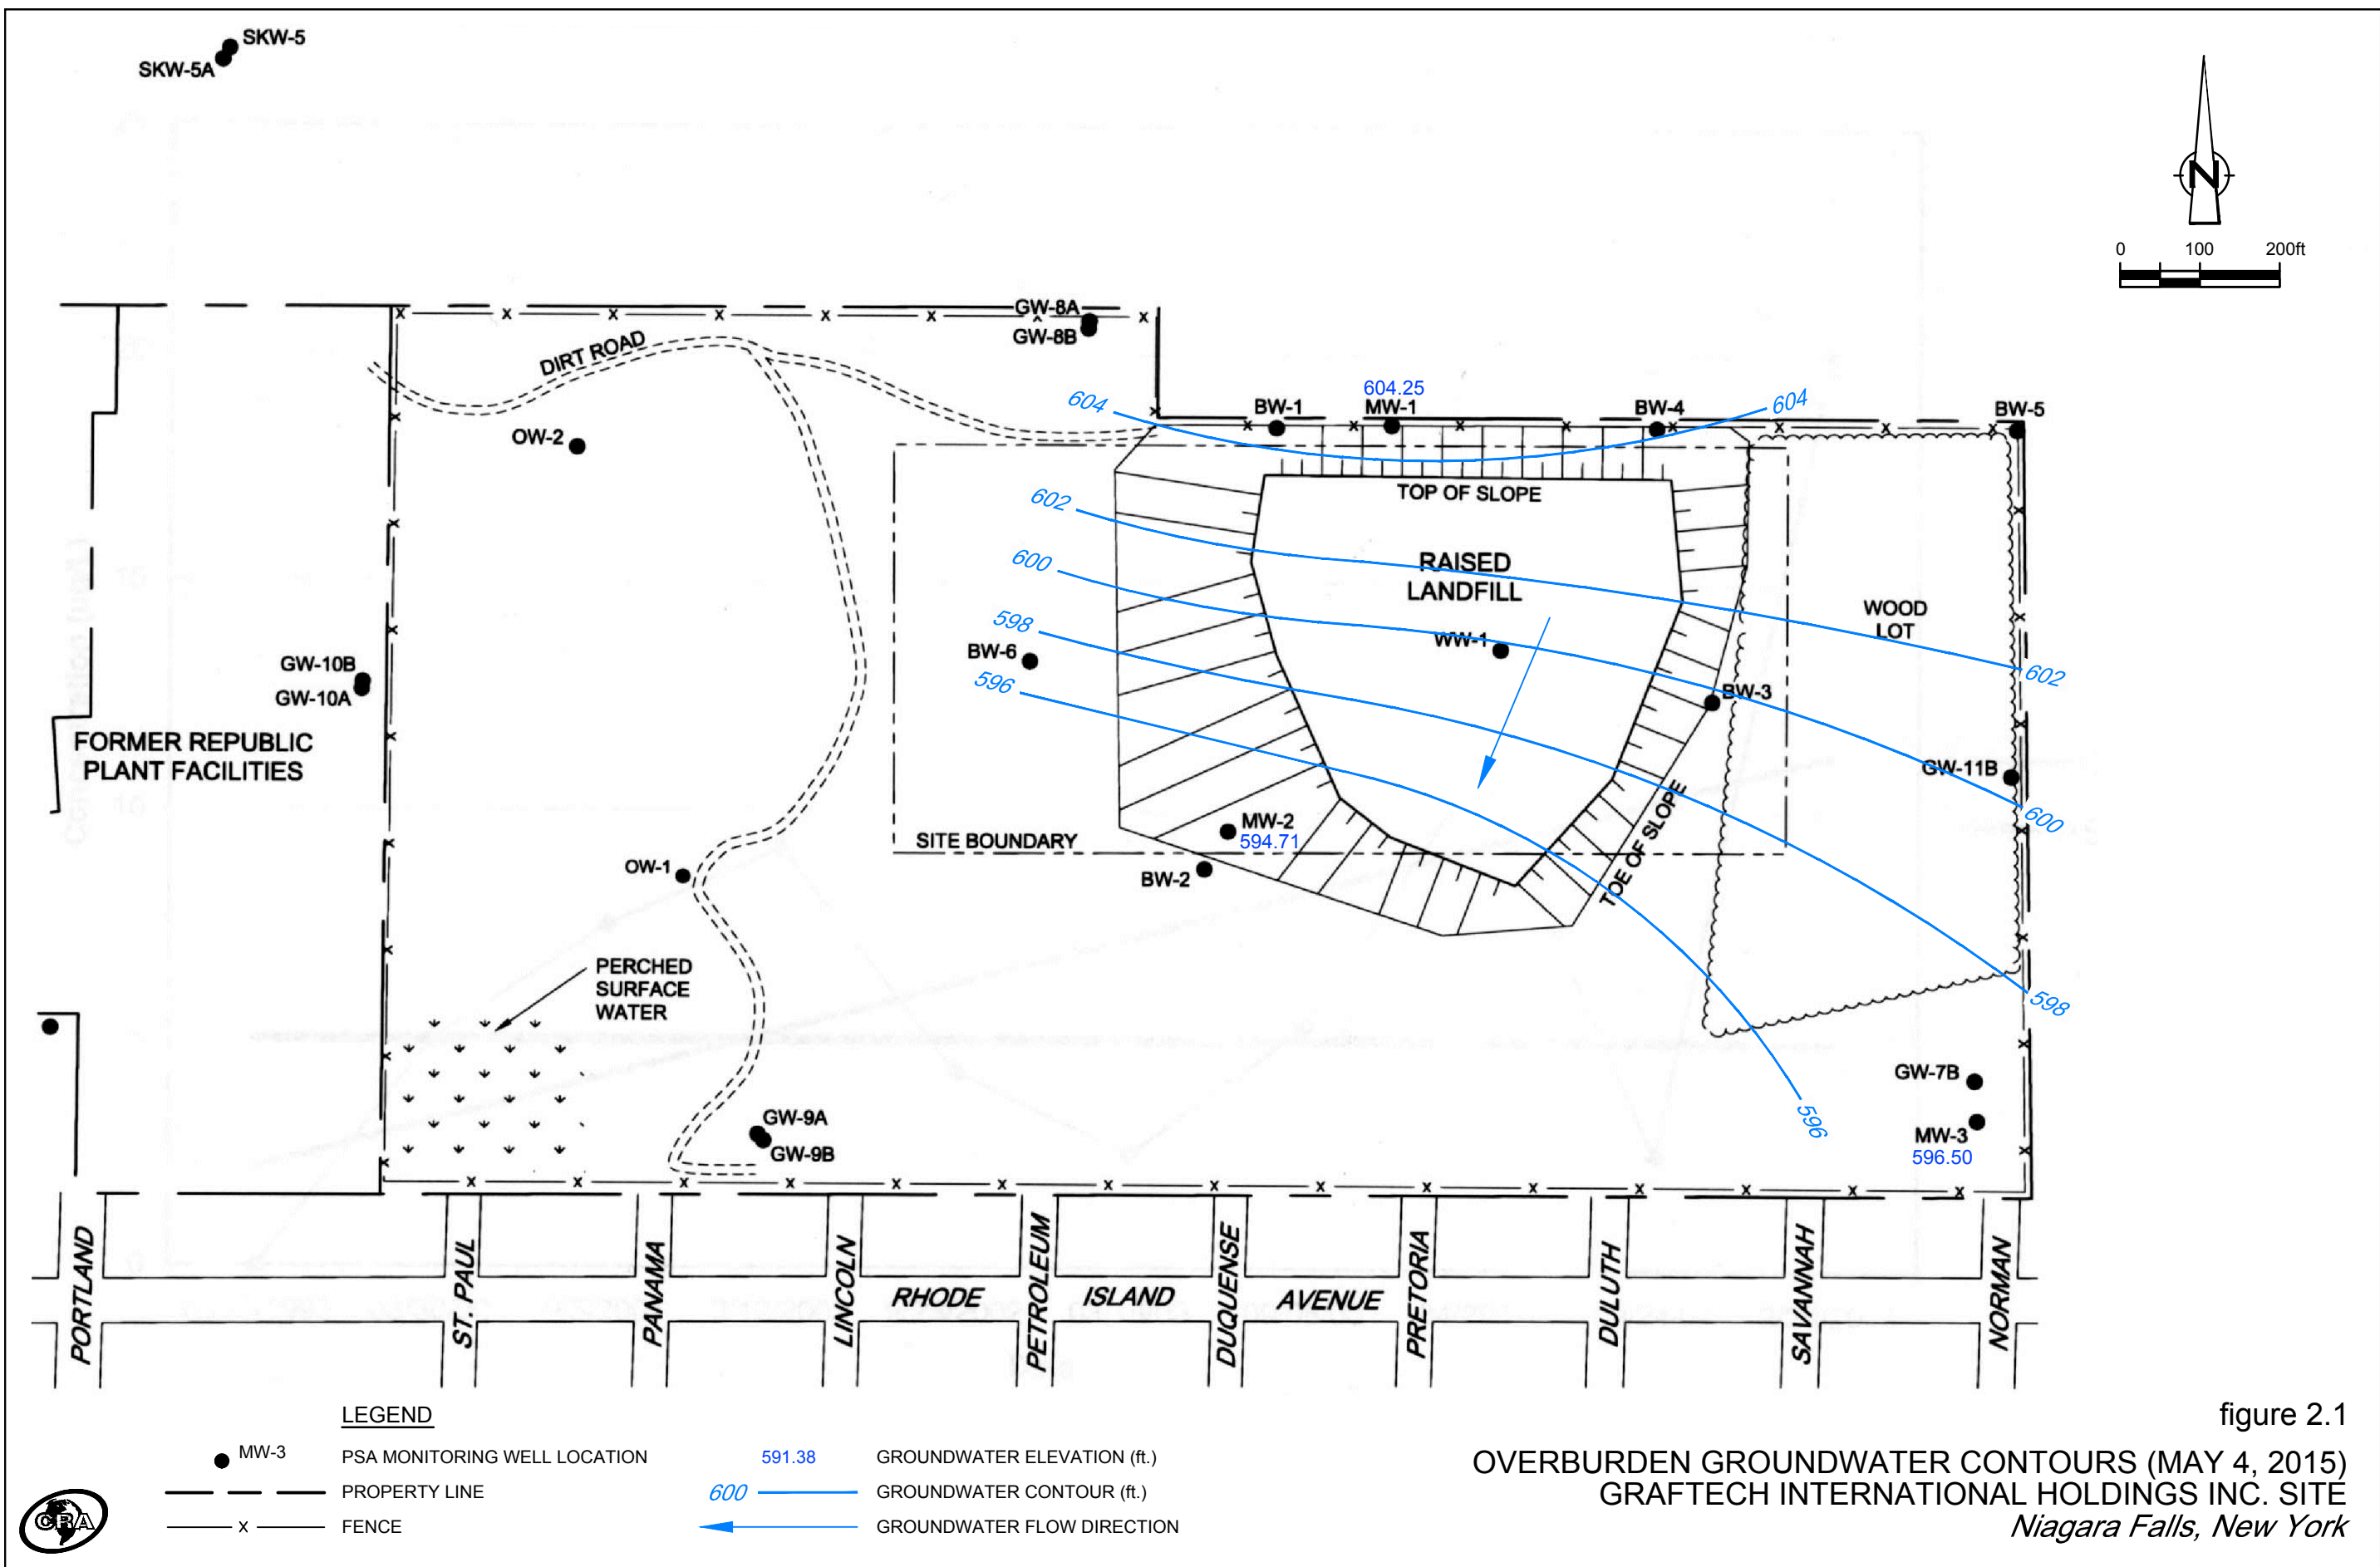 SKW-5
SKW-5A
N
0 100 200ft
GW-8A
GW-8B
DIRT ROAD
604.25
604
BW-1
MW-1
BW-4
604
BW-5
OW-2
TOP OF SLOPE
602
RAISED
LANDFILL
600
WOOD
LOT
598
WW-1
BW-6
GW-10B
GW-10A
602
596
BW-3
FORMER REPUBLIC
PLANT FACILITIES
GW-11B
TOE OF SLOPE
600
MW-2
594.71
SITE BOUNDARY
OW-1
BW-2
PERCHED
SURFACE
WATER
598
GW-7B
596
GW-9A
GW-9B
MW-3
596.50
PORTLAND
ST. PAUL
PANAMA
LINCOLN
PETROLEUM
DUQUENSE
PRETORIA
DULUTH
SAVANNAH
NORMAN
RHODE ISLAND AVENUE
LEGEND
MW-3 PSA MONITORING WELL LOCATION
PROPERTY LINE
x FENCE
591.38 GROUNDWATER ELEVATION (ft.)
600 GROUNDWATER CONTOUR (ft.)
GROUNDWATER FLOW DIRECTION
CRA
figure 2.1
OVERBURDEN GROUNDWATER CONTOURS (MAY 4, 2015)
GRAFTECH INTERNATIONAL HOLDINGS INC. SITE
Niagara Falls, New York